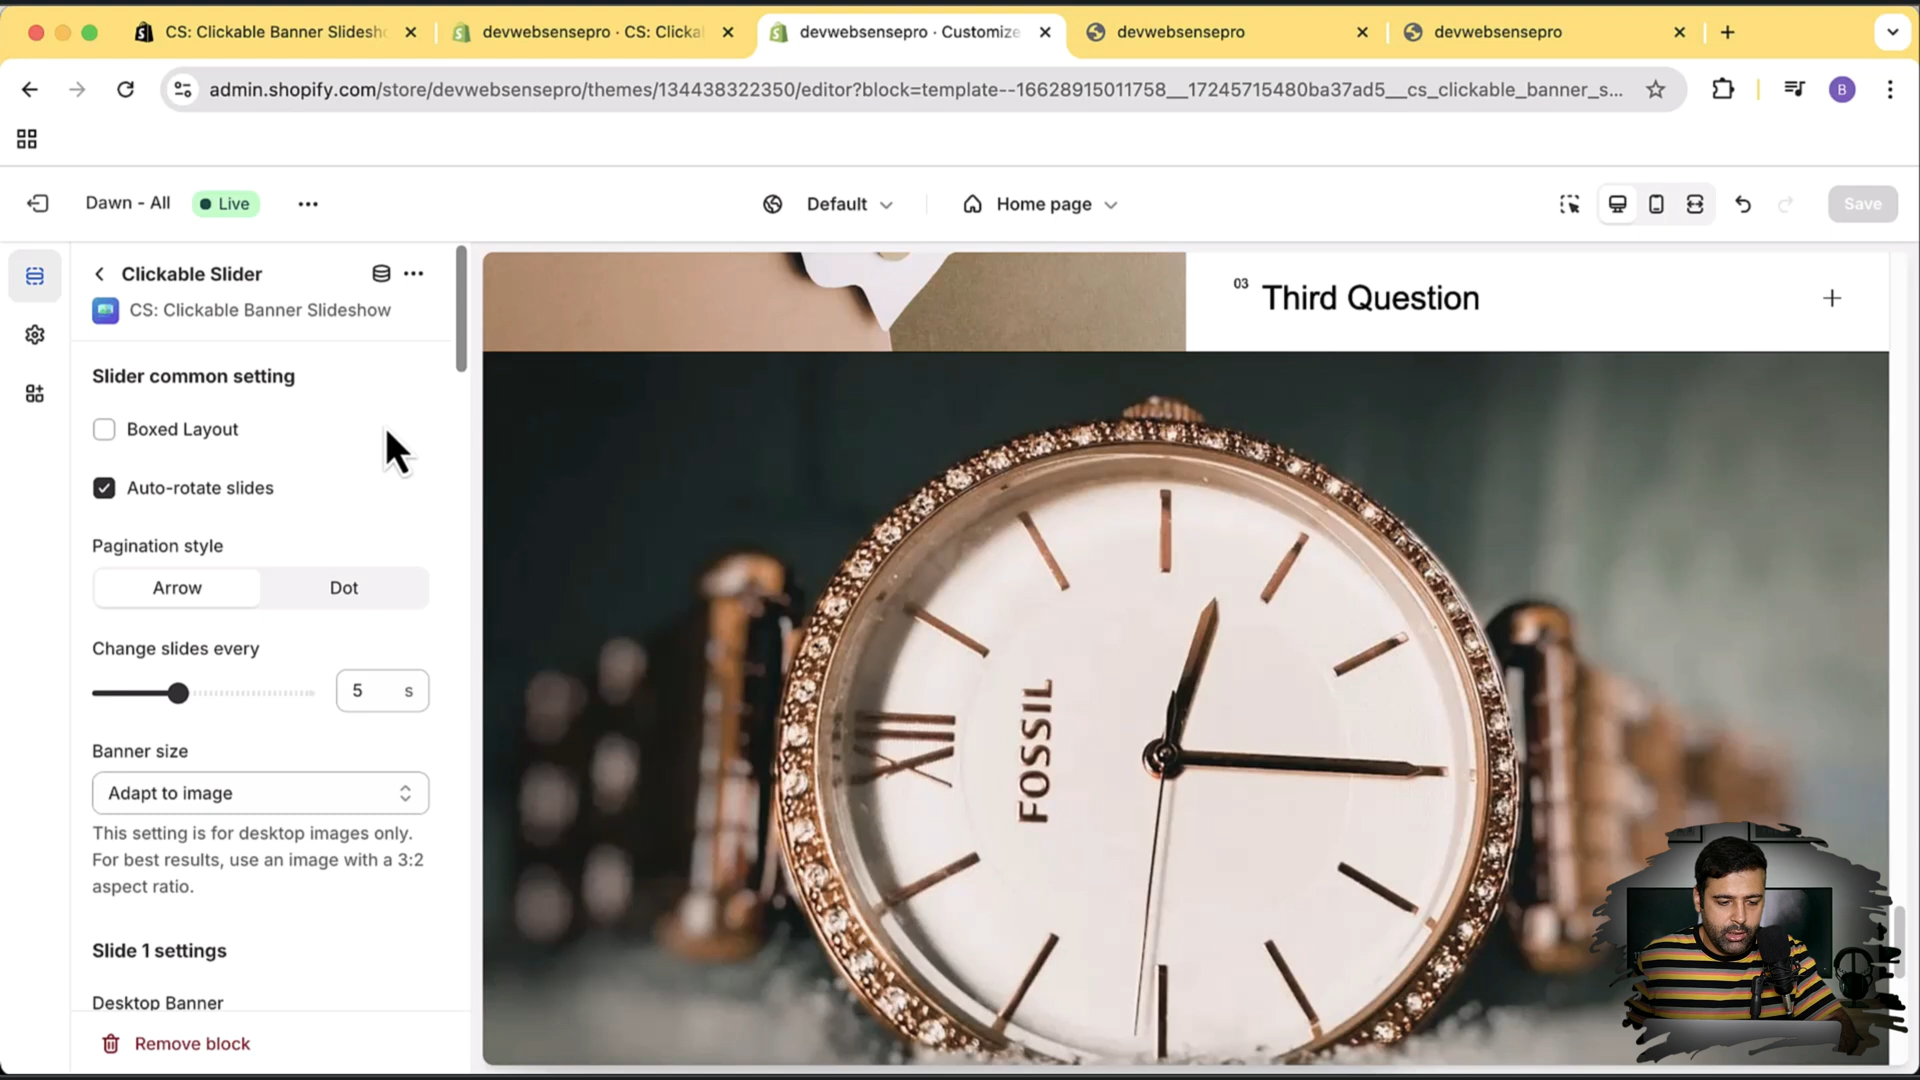 CS: Clickable Banner Slidesh
devwebsensepro · CS: Clickal
devwebsensepro · Customize
devwebsensepro
devwebsensepro
admin.shopify.com/store/devwebsensepro/themes/134438322350/editor?block=template--16628915011758__17245715480ba37ad5__cs_clickable_banner_s...
B
Dawn - All
Live
Default
Home page
Save
Clickable Slider
CS: Clickable Banner Slideshow
Slider common setting
Boxed Layout
Auto-rotate slides
Pagination style
Arrow
Dot
Change slides every
5 s
Banner size
Adapt to image
This setting is for desktop images only.
For best results, use an image with a 3:2
aspect ratio.
Slide 1 settings
Desktop Banner
Remove block
03 Third Question
FOSSIL